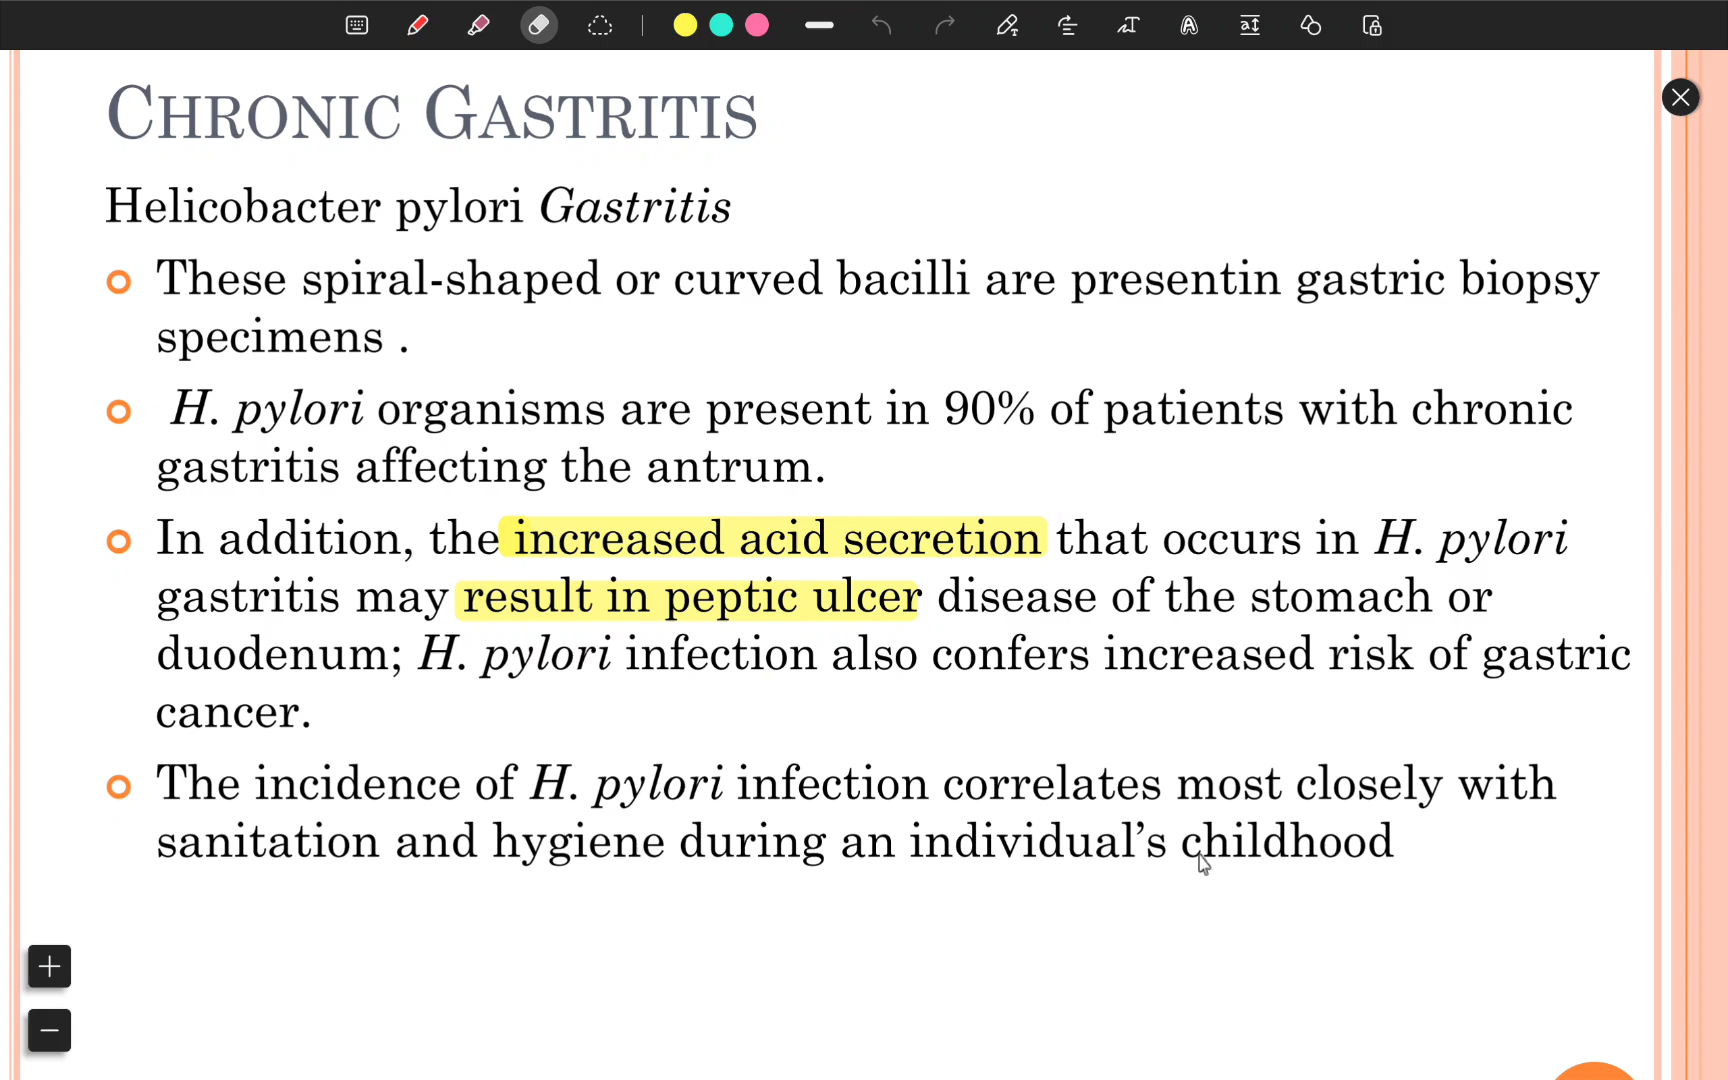 CHRONIC GASTRITIS
Helicobacter pylori Gastritis
These spiral-shaped or curved bacilli are presentin gastric biopsy
specimens .
H. pylori organisms are present in 90% of patients with chronic
gastritis affecting the antrum.
In addition, the increased acid secretion that occurs in H. pylori
gastritis may result in peptic ulcer disease of the stomach or
duodenum; H. pylori infection also confers increased risk of gastric
cancer.
The incidence of H. pylori infection correlates most closely with
sanitation and hygiene during an individual’s childhood